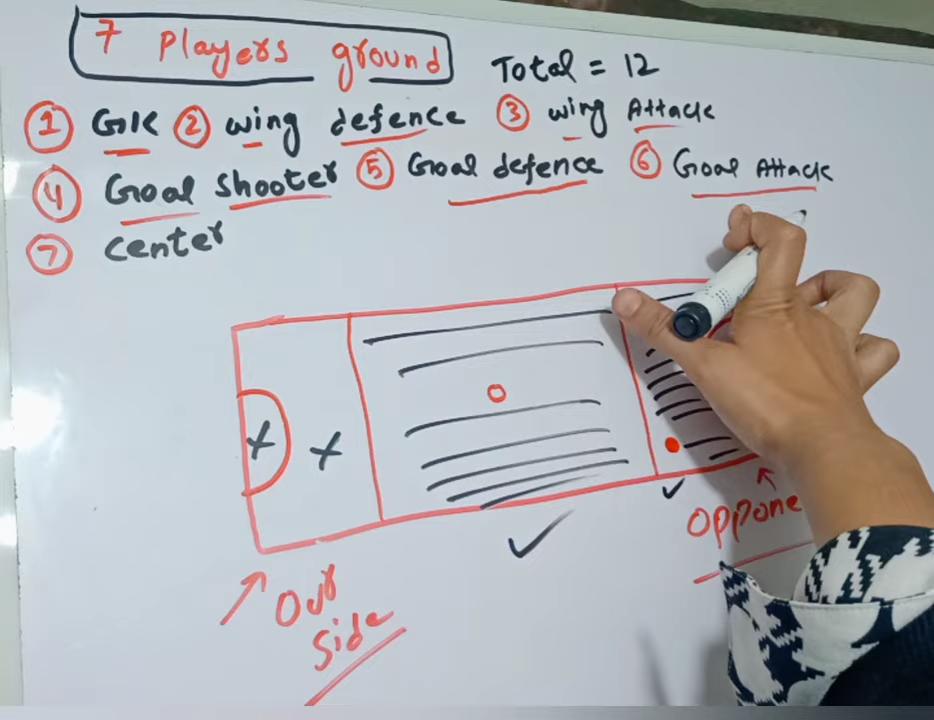 7 Players ground
Total = 12
① GK ② wing defence ③ wing Attack
④ Goal shooter ⑤ Goal defence ⑥ Goal Attack
⑦ center
Our
side